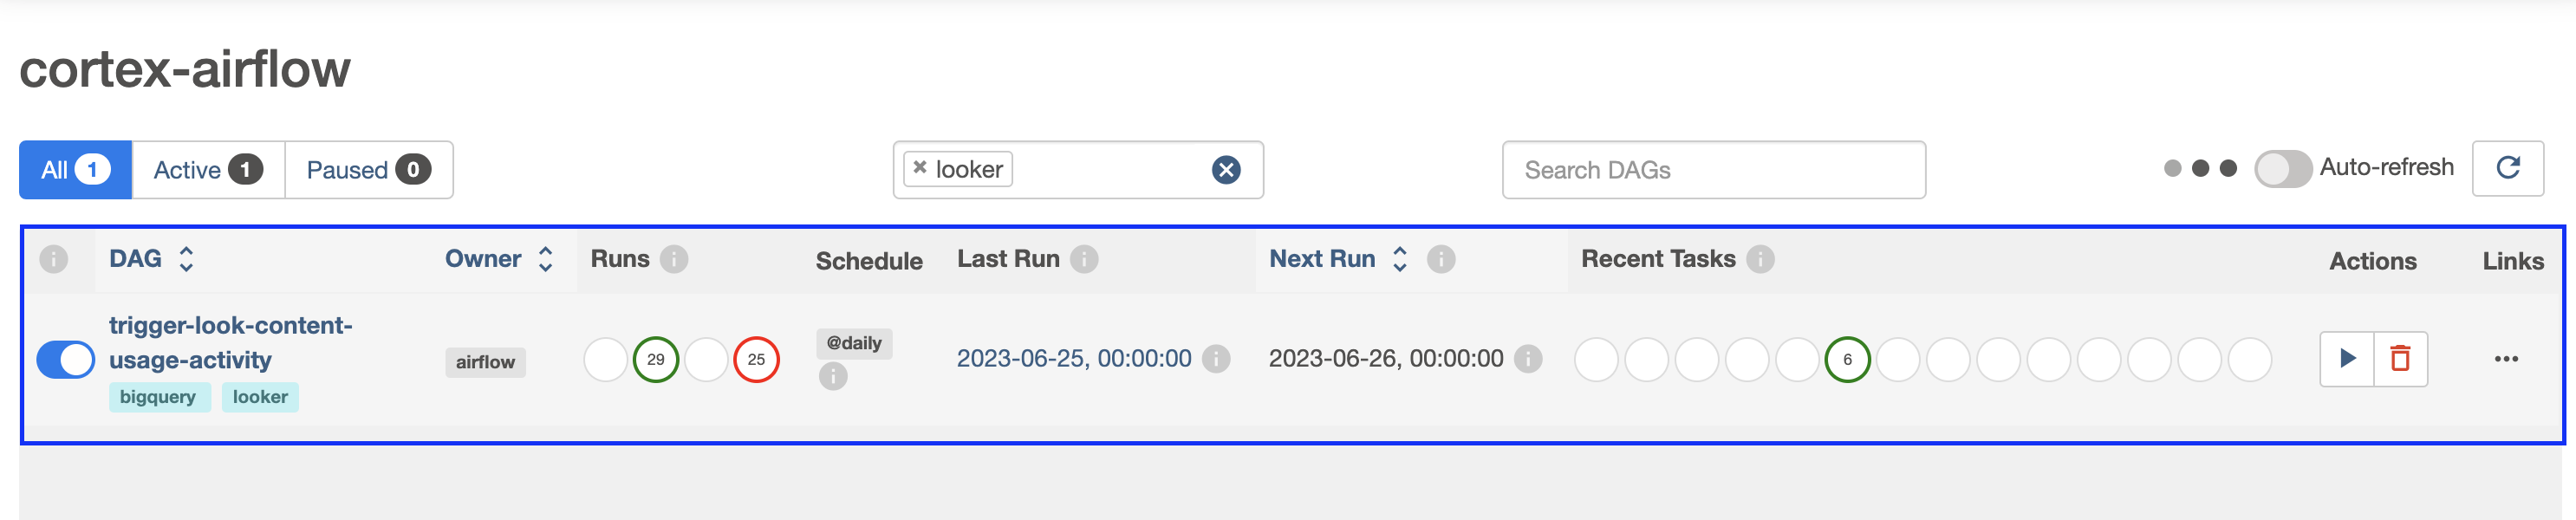 cortex-airflow
All 1 Active 1 Paused 0 looker Search DAGs Auto-refresh
DAG Owner Runs Schedule Last Run Next Run Recent Tasks Actions Links
trigger-look-content-
usage-activity
bigquery looker
airflow
29 25
@daily
2023-06-25, 00:00:00
2023-06-26, 00:00:00
6